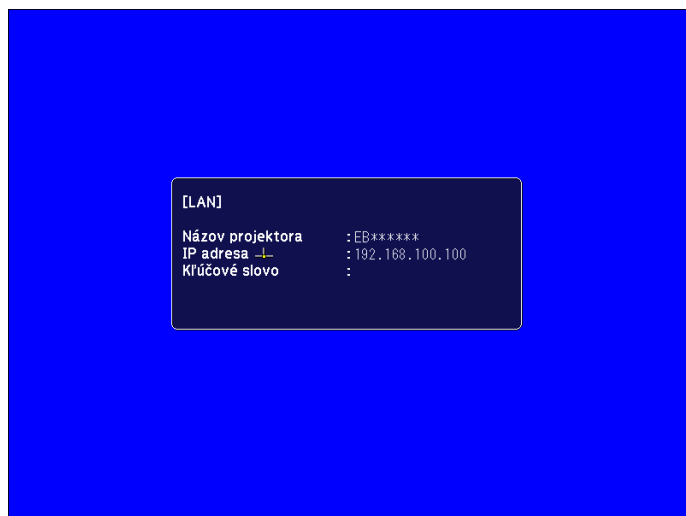 [LAN]
Názov projektora :EB******
IP adresa :192.168.100.100
Kľúčové slovo :